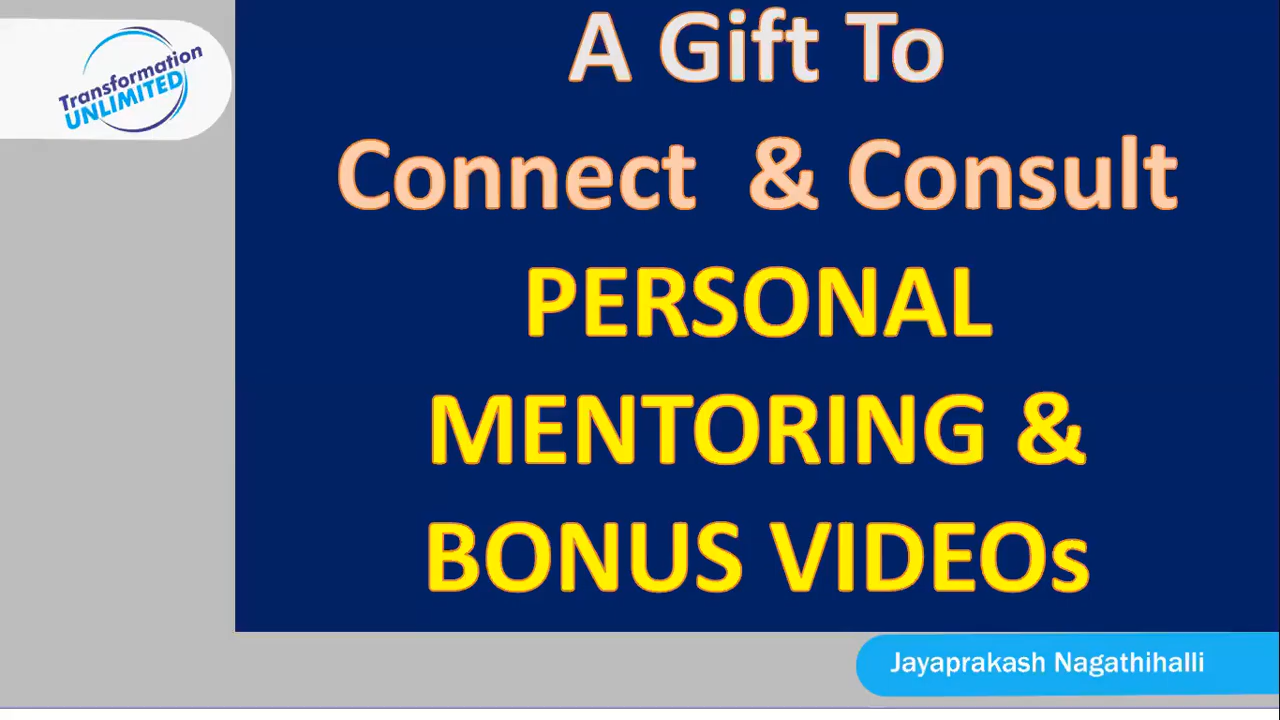 Transformation
UNLIMITED
A Gift To
Connect & Consult
PERSONAL
MENTORING &
BONUS VIDEOs
Jayaprakash Nagathihalli